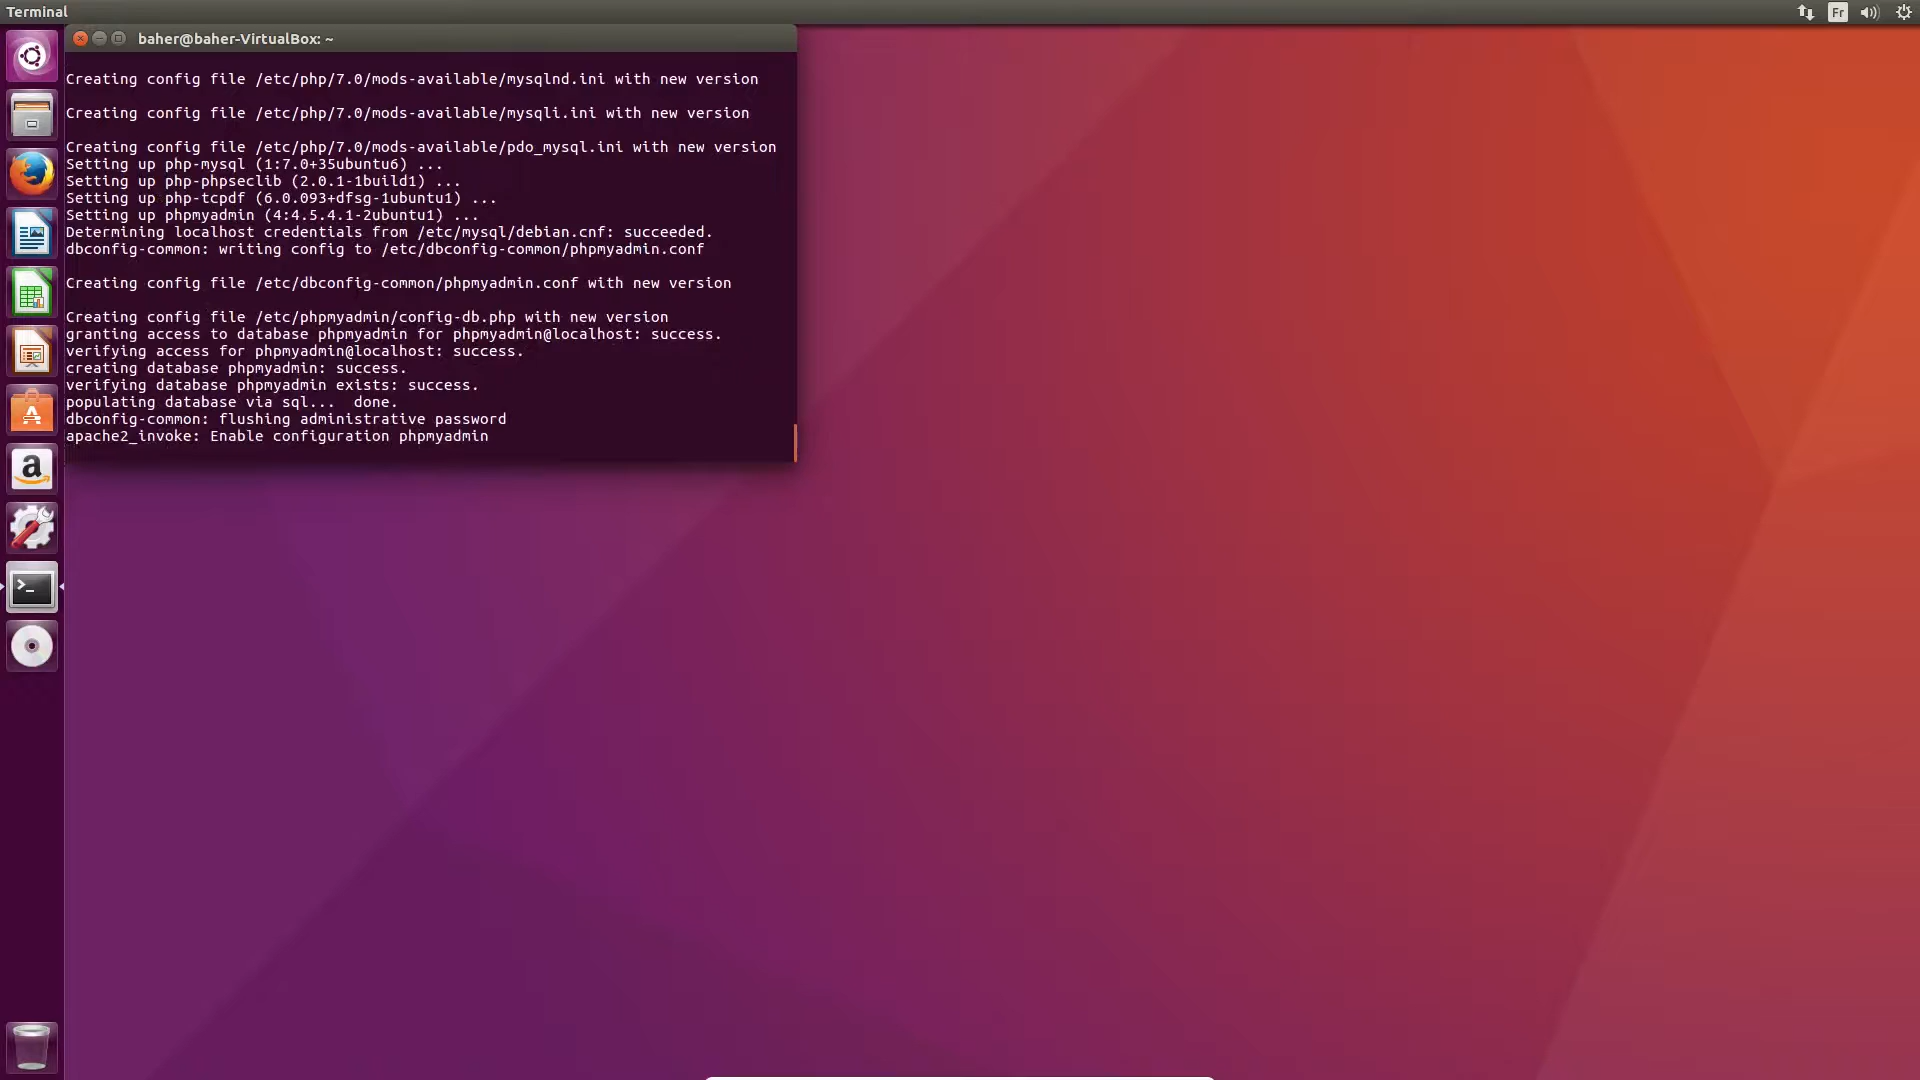 Terminal
Fr
baher@baher-VirtualBox: ~
Creating config file /etc/php/7.0/mods-available/mysqlnd.ini with new version
Creating config file /etc/php/7.0/mods-available/mysqli.ini with new version
Creating config file /etc/php/7.0/mods-available/pdo_mysql.ini with new version
Setting up php-mysql (1:7.0+35ubuntu6) ...
Setting up php-phpseclib (2.0.1-1build1) ...
Setting up php-tcpdf (6.0.093+dfsg-1ubuntu1) ...
Setting up phpmyadmin (4:4.5.4.1-2ubuntu1) ...
Determining localhost credentials from /etc/mysql/debian.cnf: succeeded.
dbconfig-common: writing config to /etc/dbconfig-common/phpmyadmin.conf
Creating config file /etc/dbconfig-common/phpmyadmin.conf with new version
Creating config file /etc/phpmyadmin/config-db.php with new version
granting access to database phpmyadmin for phpmyadmin@localhost: success.
verifying access for phpmyadmin@localhost: success.
creating database phpmyadmin: success.
verifying database phpmyadmin exists: success.
populating database via sql...  done.
dbconfig-common: flushing administrative password
apache2_invoke: Enable configuration phpmyadmin